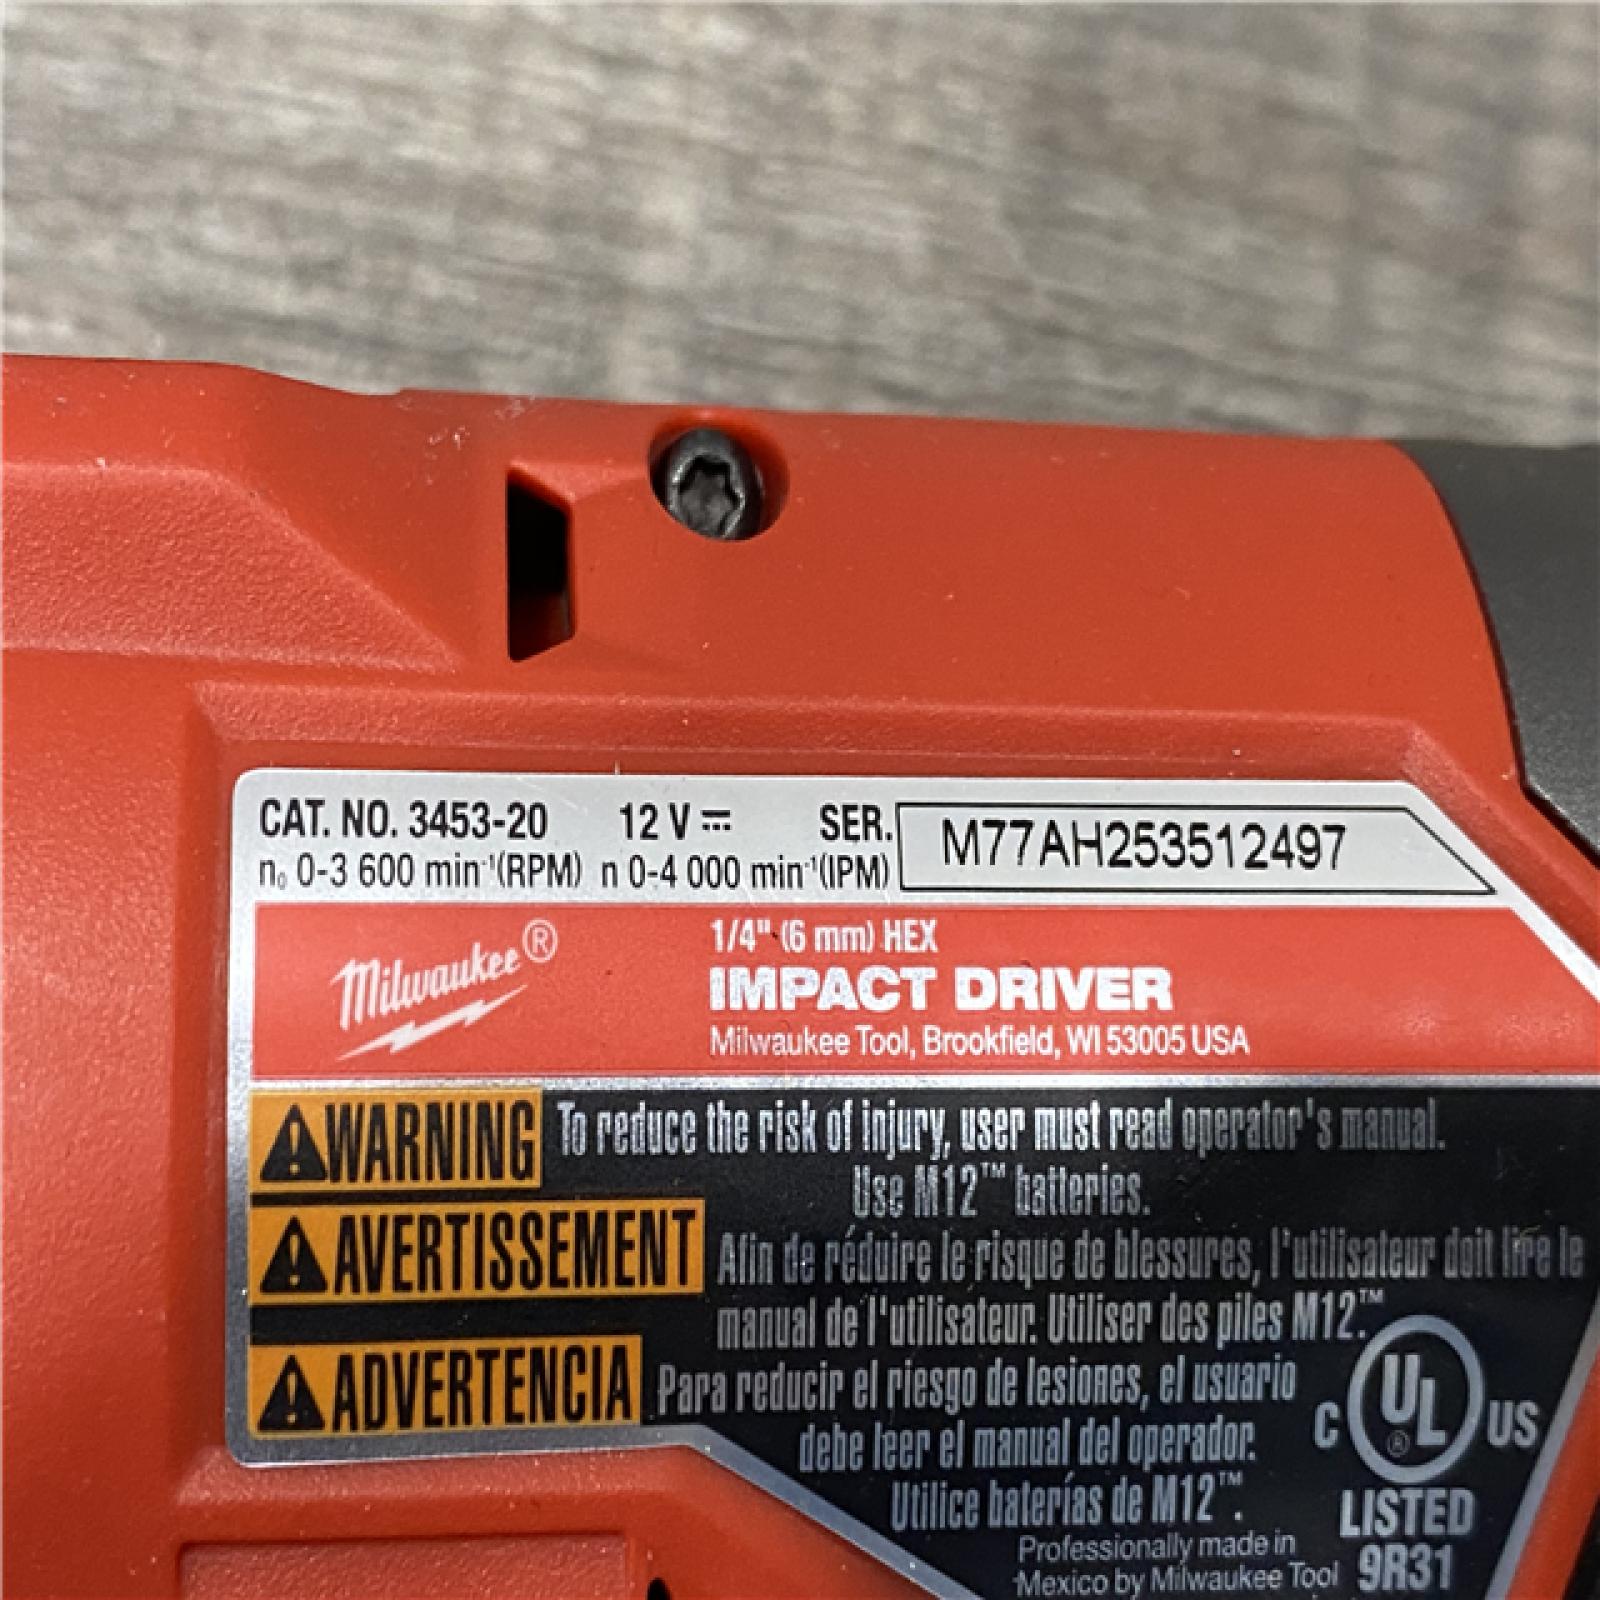 CAT. NO. 3453-20 12 V ⎓ SER. M77AH253512497
n₀ 0-3 600 min⁻¹(RPM) n 0-4 000 min⁻¹(IPM)
Milwaukee®
1/4" (6 mm) HEX
IMPACT DRIVER
Milwaukee Tool, Brookfield, WI 53005 USA
⚠WARNING To reduce the risk of injury, user must read operator's manual.
Use M12™ batteries.
⚠AVERTISSEMENT Afin de réduire le risque de blessures, l'utilisateur doit lire le
manual de l'utilisateur. Utiliser des piles M12.™
⚠ADVERTENCIA Para reducir el riesgo de lesiones, el usuario
debe leer el manual del operador.
Utilice baterías de M12™.
Professionally made in
Mexico by Milwaukee Tool
C UL® US
LISTED
9R31